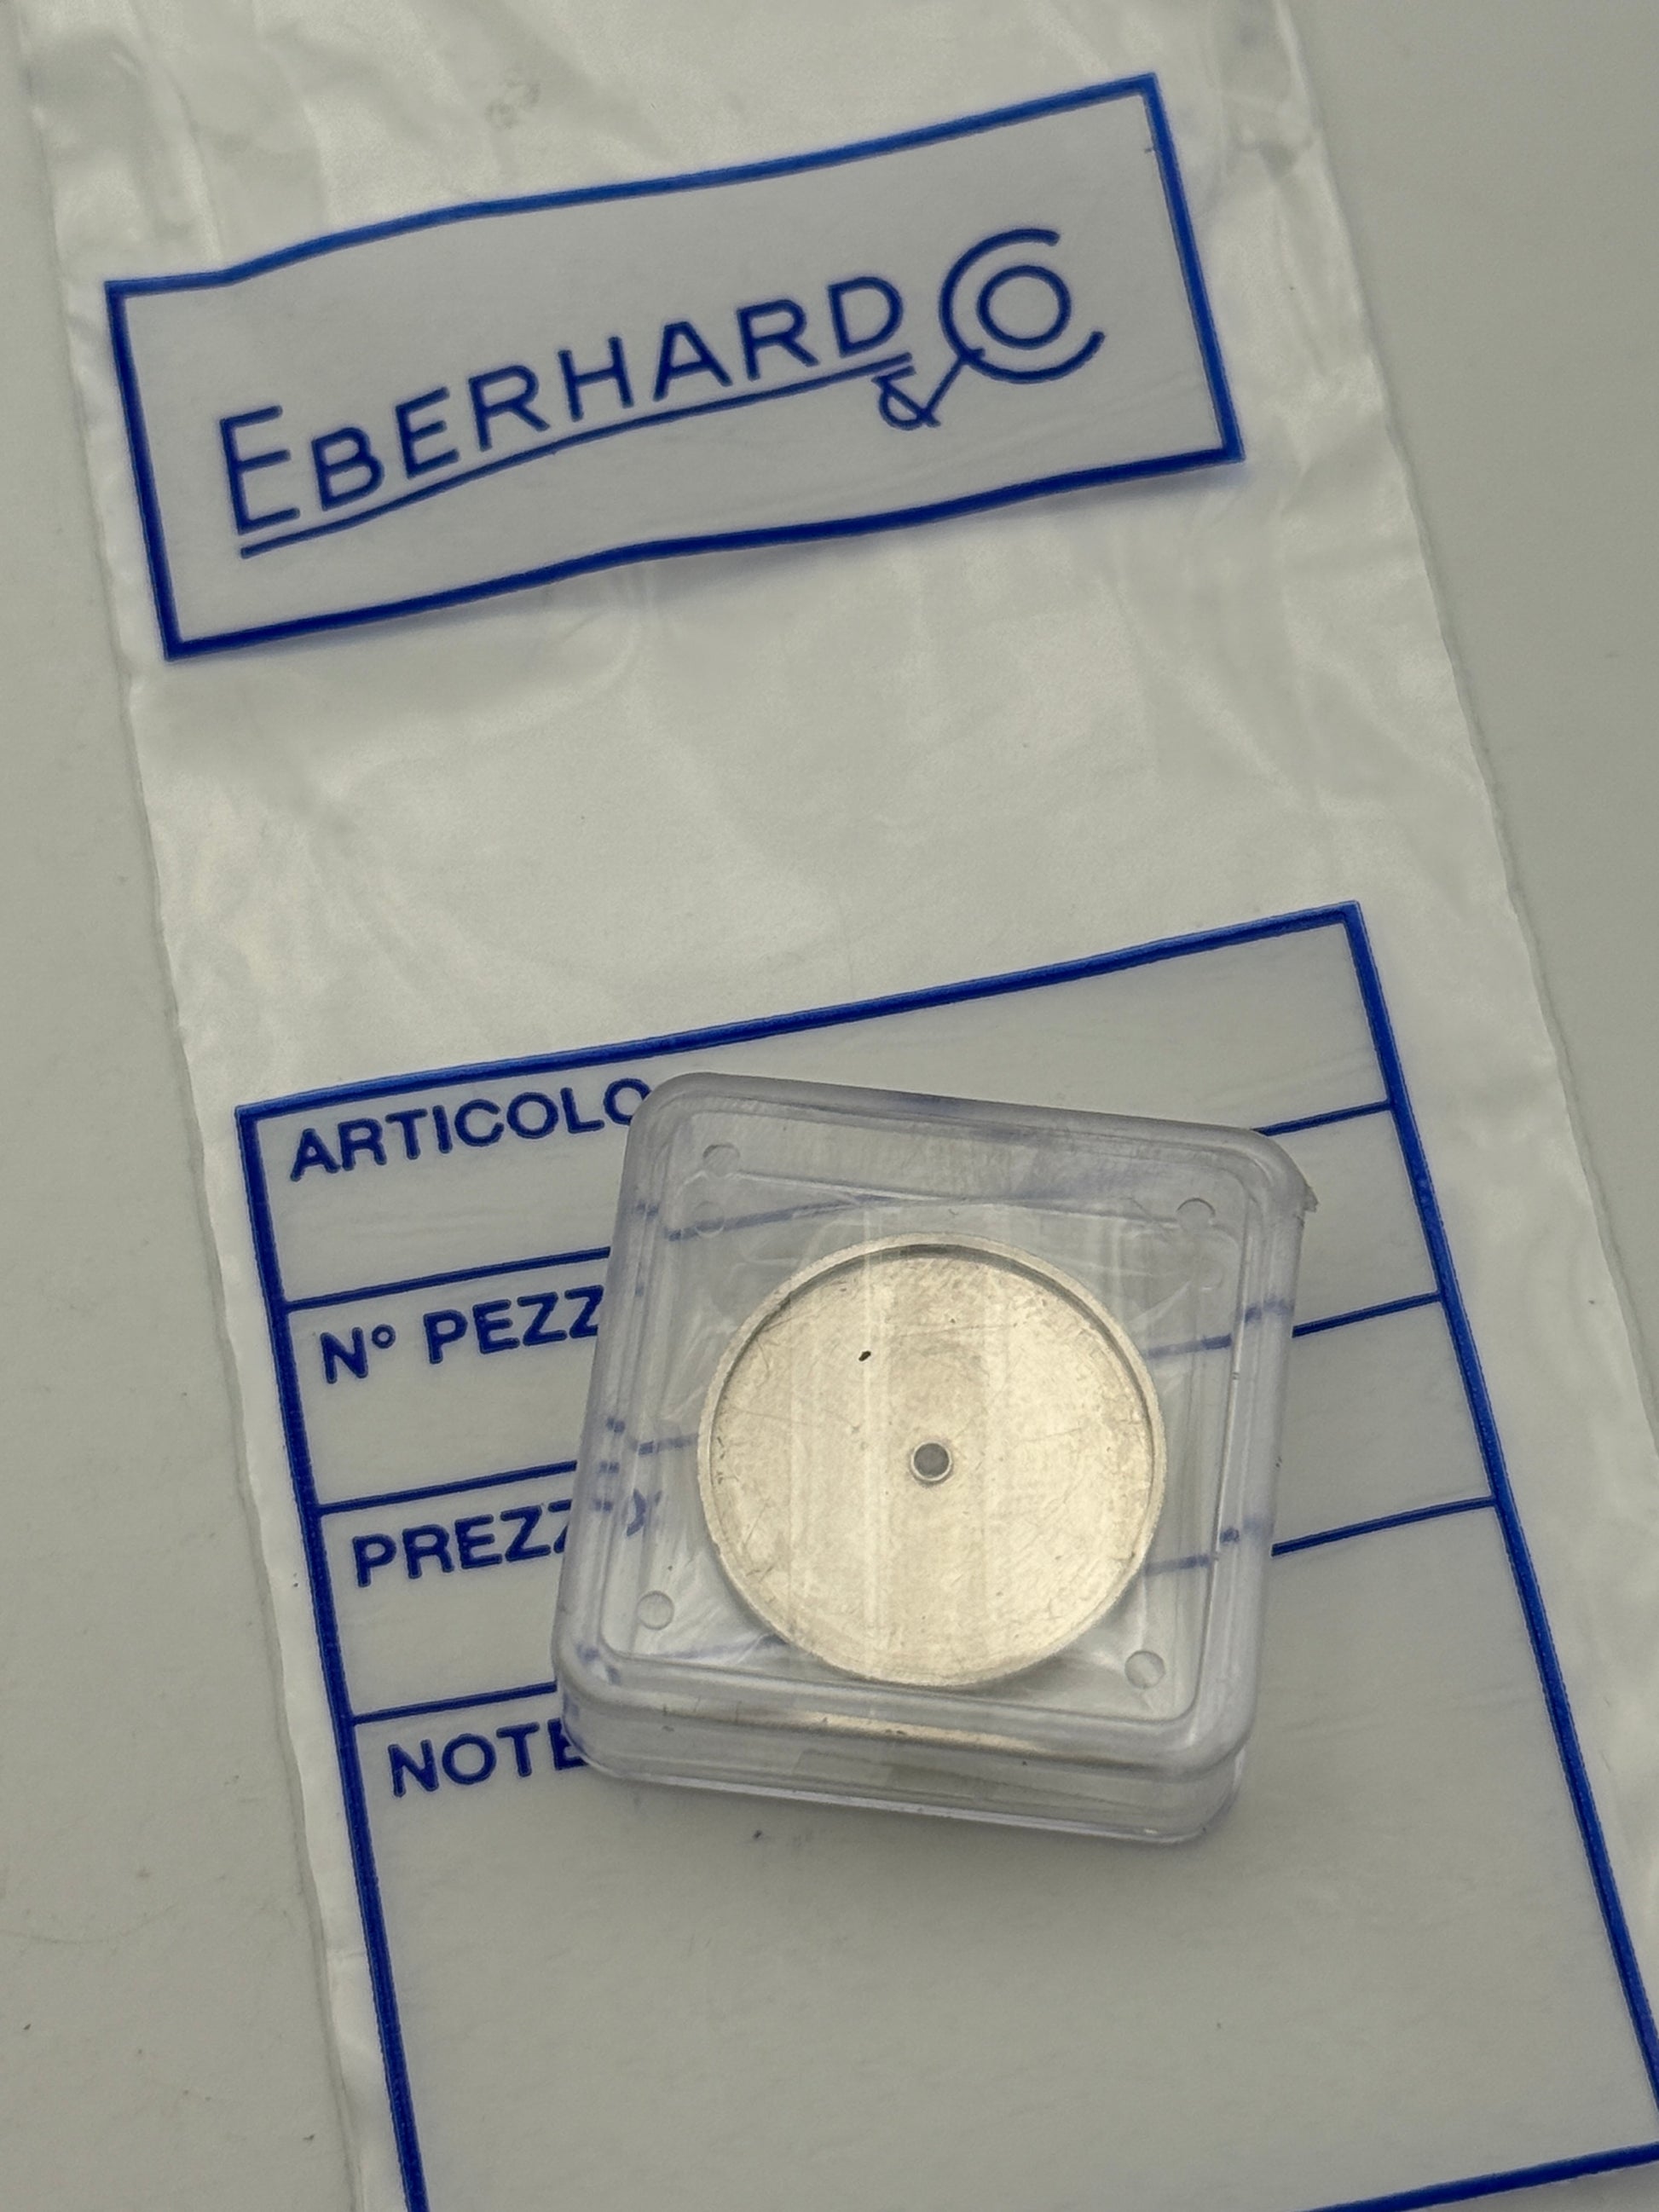 EBERHARD & CO
ARTICOLO
N° PEZZ
PREZZ
NOTE